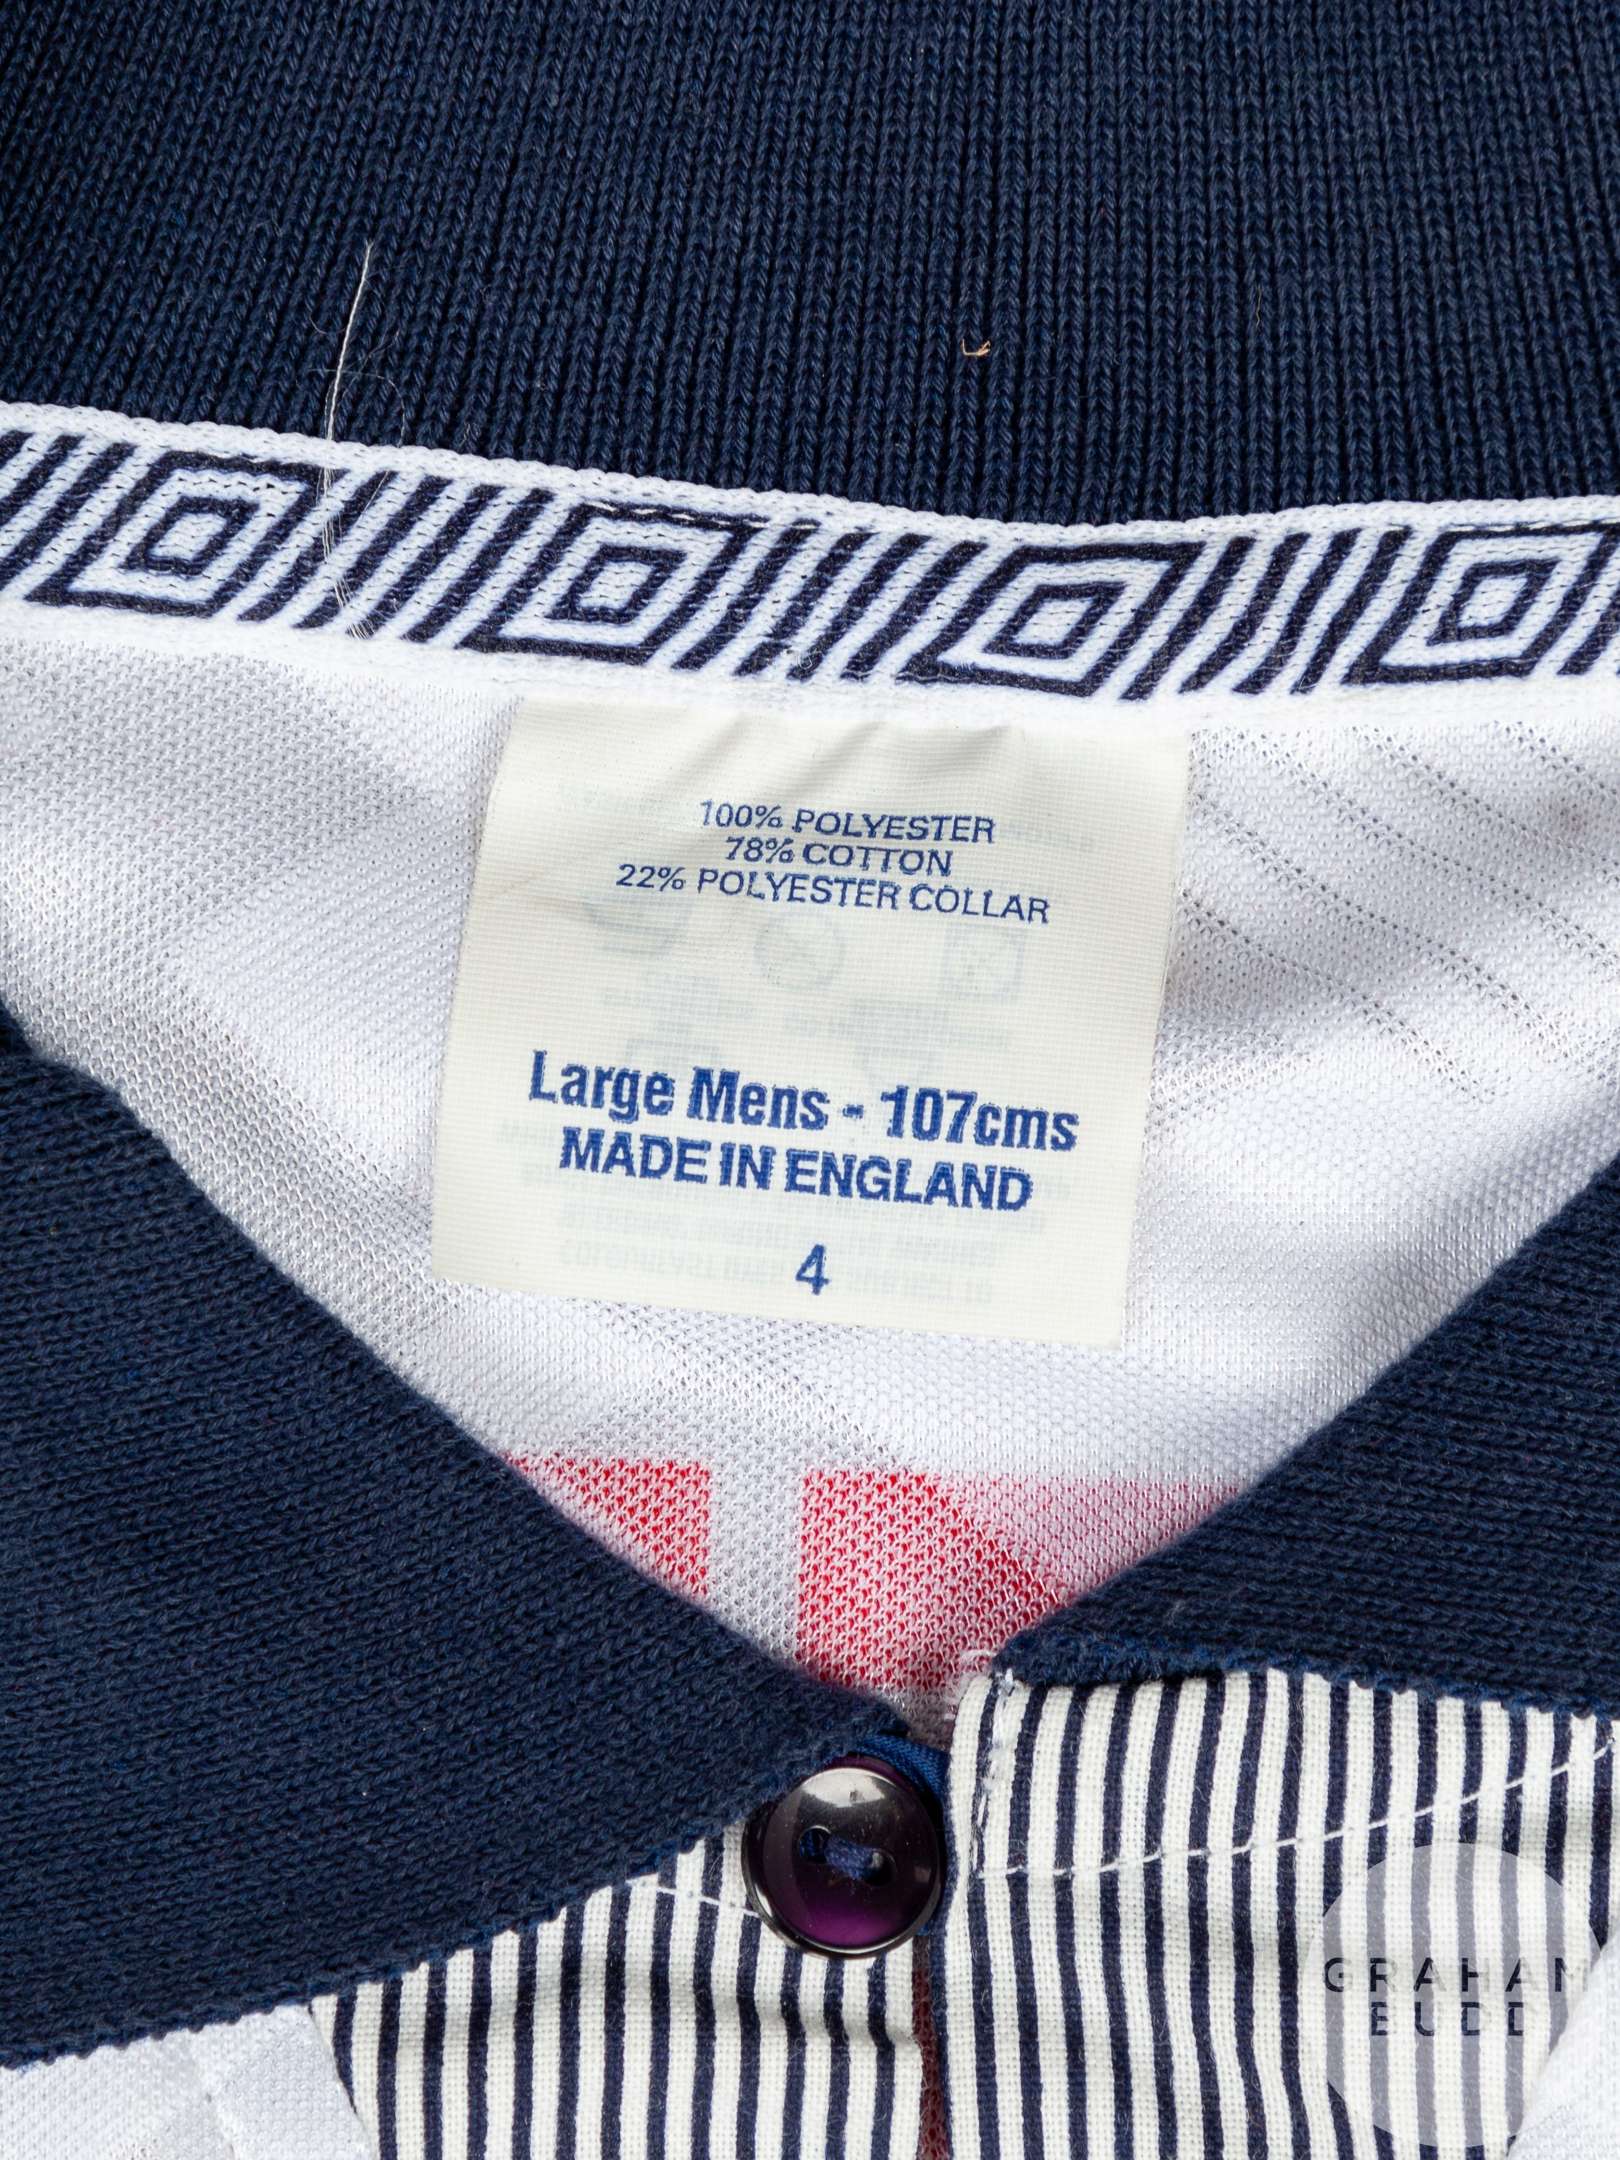 100% POLYESTER
78% COTTON
22% POLYESTER COLLAR
Large Mens - 107cms
MADE IN ENGLAND
4
GRAHAM
BUDD